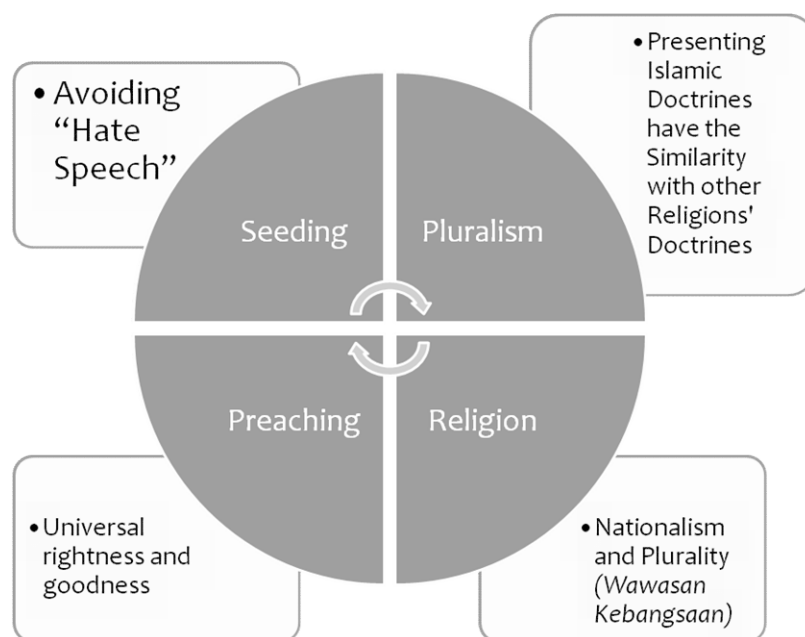 • Avoiding
"Hate
Speech"
• Presenting
Islamic
Doctrines
have the
Similarity
with other
Religions'
Doctrines
Seeding
Pluralism
Preaching
Religion
• Universal
rightness and
goodness
• Nationalism
and Plurality
(Wawasan
Kebangsaan)